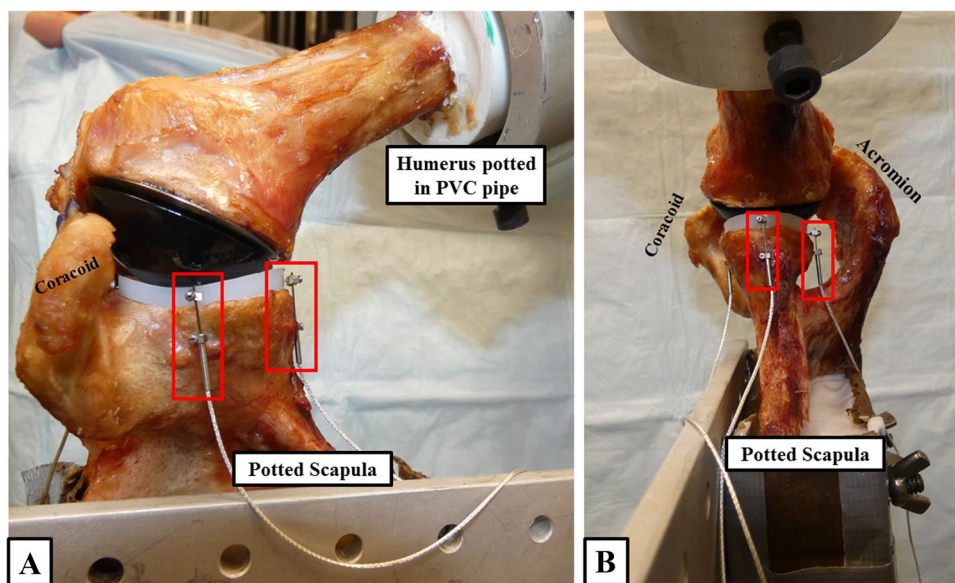 Humerus potted
in PVC pipe
Coracoid
Potted Scapula
A
Coracoid
Acromion
Potted Scapula
B